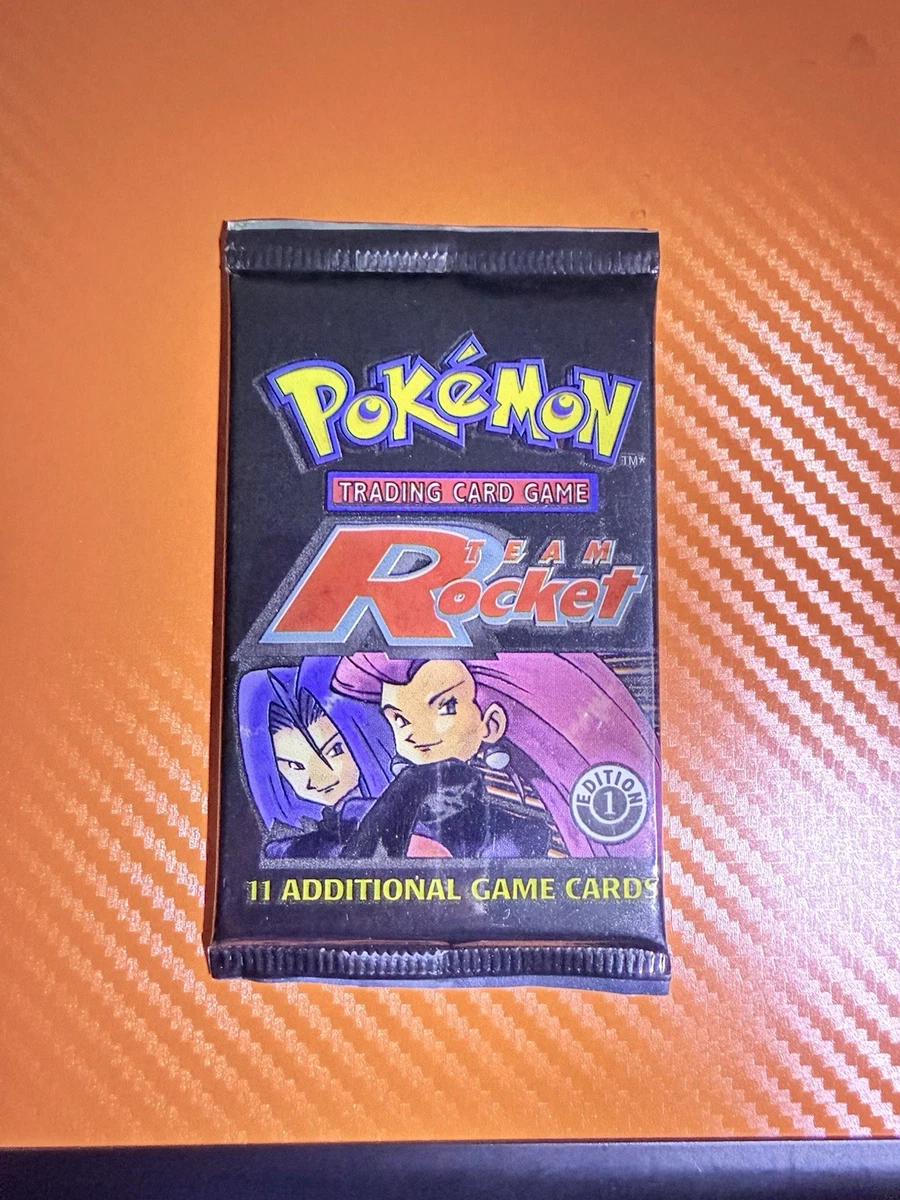 POKéMON
TM*
TRADING CARD GAME
TEAM
Rocket
EDITION
1
11 ADDITIONAL GAME CARDS